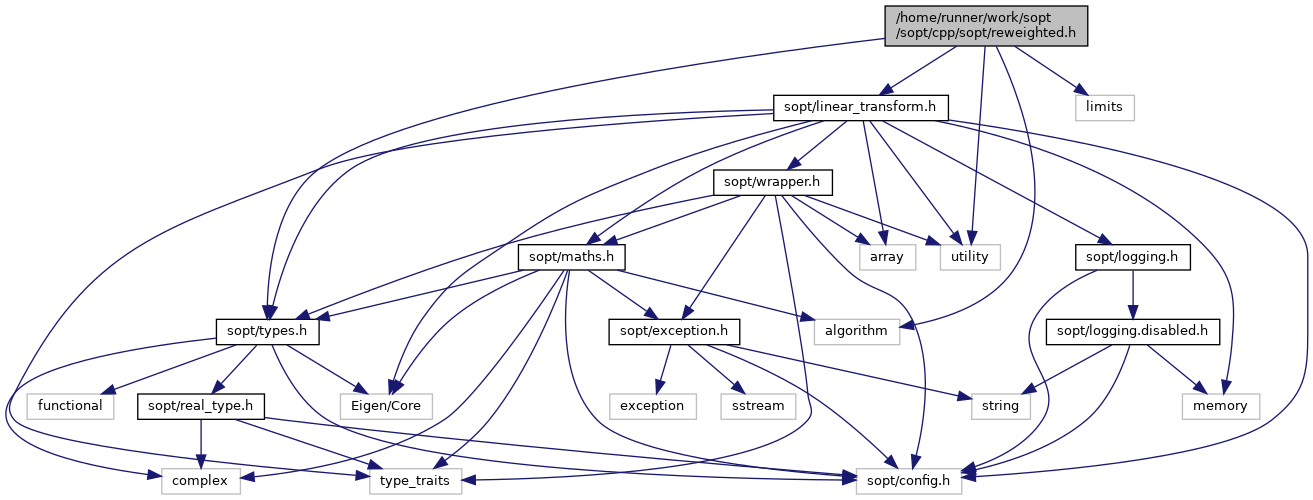 /home/runner/work/sopt
/sopt/cpp/sopt/reweighted.h
sopt/linear_transform.h
limits
sopt/wrapper.h
sopt/maths.h
array
utility
sopt/logging.h
sopt/types.h
sopt/exception.h
algorithm
sopt/logging.disabled.h
functional
sopt/real_type.h
Eigen/Core
exception
sstream
string
memory
complex
type_traits
sopt/config.h